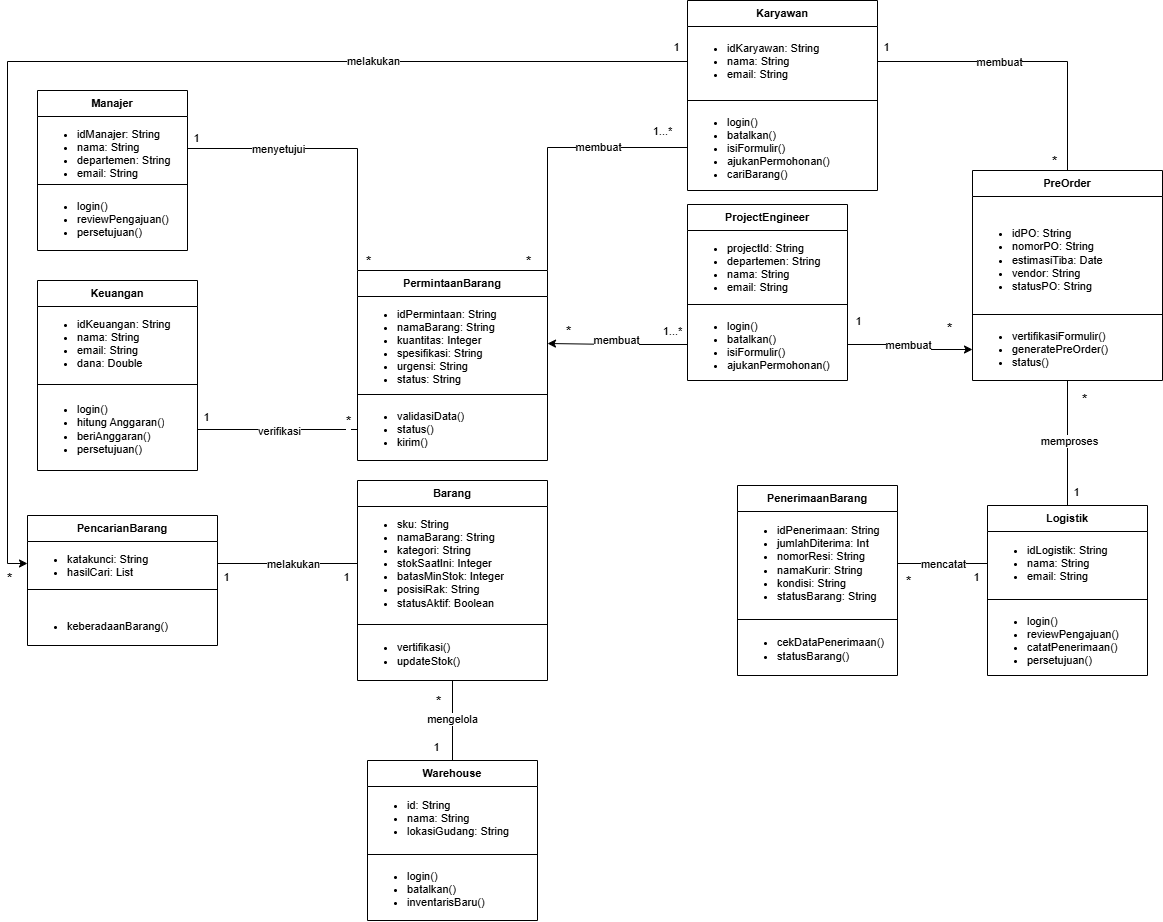 Karyawan
idKaryawan: String
nama: String
email: String
login()
batalkan()
isiFormulir()
ajukanPermohonan()
cariBarang()
1
melakukan
1
membuat
*
1...*
membuat
*
*
Manajer
idManajer: String
nama: String
departemen: String
email: String
login()
reviewPengajuan()
persetujuan()
1
menyetujui
*
ProjectEngineer
projectId: String
departemen: String
nama: String
email: String
login()
batalkan()
isiFormulir()
ajukanPermohonan()
1...*
membuat
*
1
membuat
*
PreOrder
idPO: String
nomorPO: String
estimasiTiba: Date
vendor: String
statusPO: String
vertifikasiFormulir()
generatePreOrder()
status()
*
memproses
1
Keuangan
idKeuangan: String
nama: String
email: String
dana: Double
login()
hitung Anggaran()
beriAnggaran()
persetujuan()
1
verifikasi
*
PermintaanBarang
idPermintaan: String
namaBarang: String
kuantitas: Integer
spesifikasi: String
urgensi: String
status: String
validasiData()
status()
kirim()
PencarianBarang
katakunci: String
hasilCari: List
keberadaanBarang()
1
melakukan
1
Barang
sku: String
namaBarang: String
kategori: String
stokSaatIni: Integer
batasMinStok: Integer
posisiRak: String
statusAktif: Boolean
vertifikasi()
updateStok()
*
mengelola
1
PenerimaanBarang
idPenerimaan: String
jumlahDiterima: Int
nomorResi: String
namaKurir: String
kondisi: String
statusBarang: String
cekDataPenerimaan()
statusBarang()
*
mencatat
1
Logistik
idLogistik: String
nama: String
email: String
login()
reviewPengajuan()
catatPenerimaan()
persetujuan()
Warehouse
id: String
nama: String
lokasiGudang: String
login()
batalkan()
inventarisBaru()